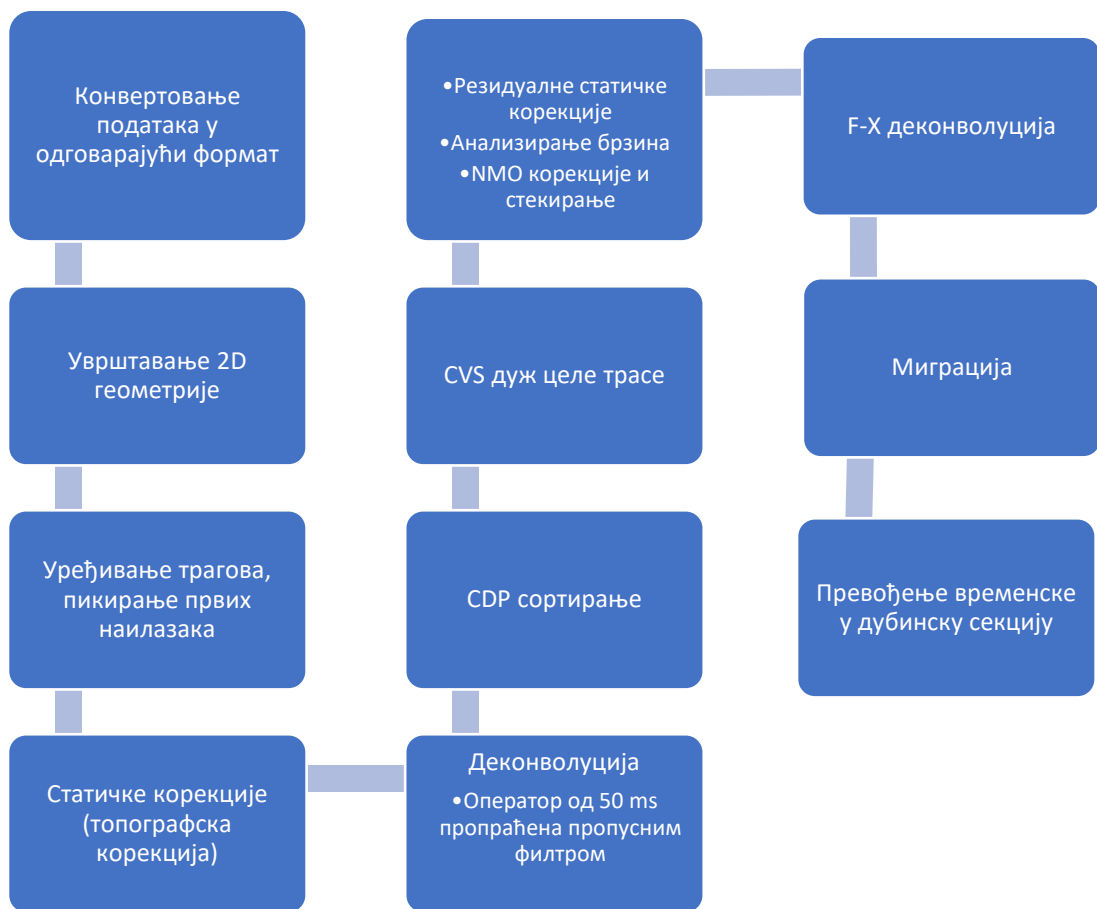 Конвертовање
података у
одговарајући формат
Уврштавање 2D
геометрије
Уређивање трагова,
пикирање првих
наилазака
Статичке корекције
(топографска
корекција)
Деконволуција
•Оператор од 50 ms
пропраћена пропусним
филтром
CDP сортирање
CVS дуж целе трасе
•Резидуалне статичке
корекције
•Анализирање брзина
•NMO корекције и
стекирање
F-X деконволуција
Миграција
Превођење временске
у дубинску секцију